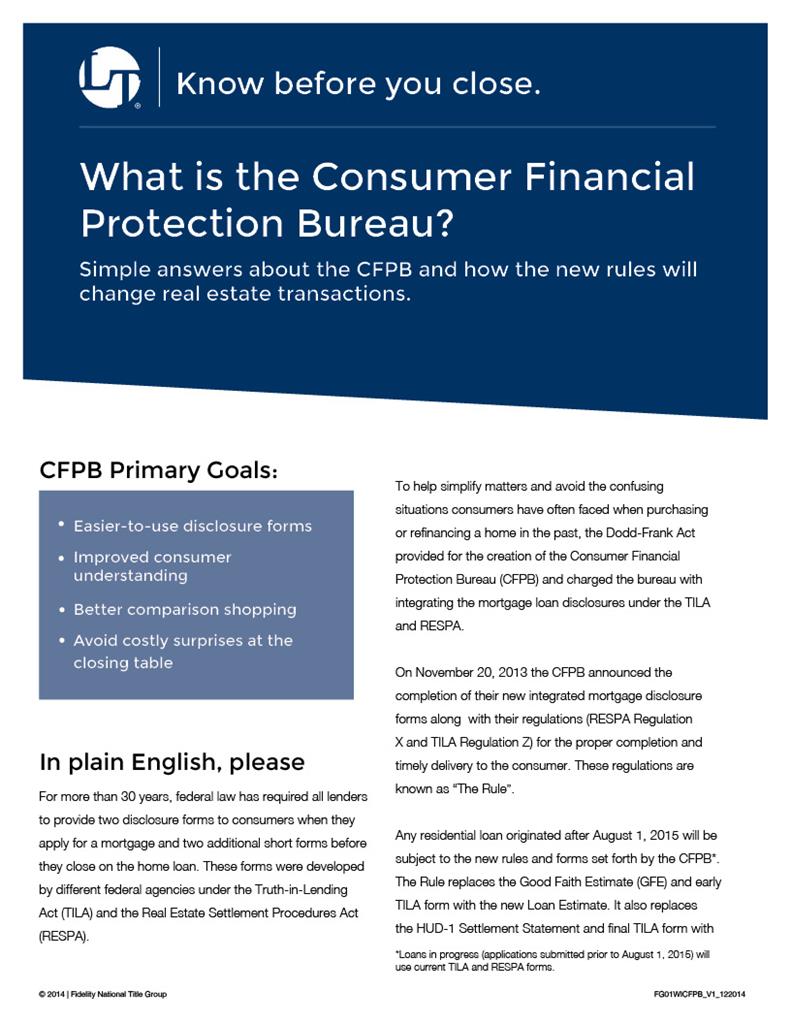 LT
®
Know before you close.
What is the Consumer Financial
Protection Bureau?
Simple answers about the CFPB and how the new rules will
change real estate transactions.
CFPB Primary Goals:
• Easier-to-use disclosure forms
• Improved consumer
understanding
• Better comparison shopping
• Avoid costly surprises at the
closing table
In plain English, please
For more than 30 years, federal law has required all lenders
to provide two disclosure forms to consumers when they
apply for a mortgage and two additional short forms before
they close on the home loan. These forms were developed
by different federal agencies under the Truth-in-Lending
Act (TILA) and the Real Estate Settlement Procedures Act
(RESPA).
To help simplify matters and avoid the confusing
situations consumers have often faced when purchasing
or refinancing a home in the past, the Dodd-Frank Act
provided for the creation of the Consumer Financial
Protection Bureau (CFPB) and charged the bureau with
integrating the mortgage loan disclosures under the TILA
and RESPA.
On November 20, 2013 the CFPB announced the
completion of their new integrated mortgage disclosure
forms along  with their regulations (RESPA Regulation
X and TILA Regulation Z) for the proper completion and
timely delivery to the consumer. These regulations are
known as “The Rule”.
Any residential loan originated after August 1, 2015 will be
subject to the new rules and forms set forth by the CFPB*.
The Rule replaces the Good Faith Estimate (GFE) and early
TILA form with the new Loan Estimate. It also replaces
the HUD-1 Settlement Statement and final TILA form with
*Loans in progress (applications submitted prior to August 1, 2015) will
use current TILA and RESPA forms.
© 2014 | Fidelity National Title Group
FG01WICFPB_V1_122014